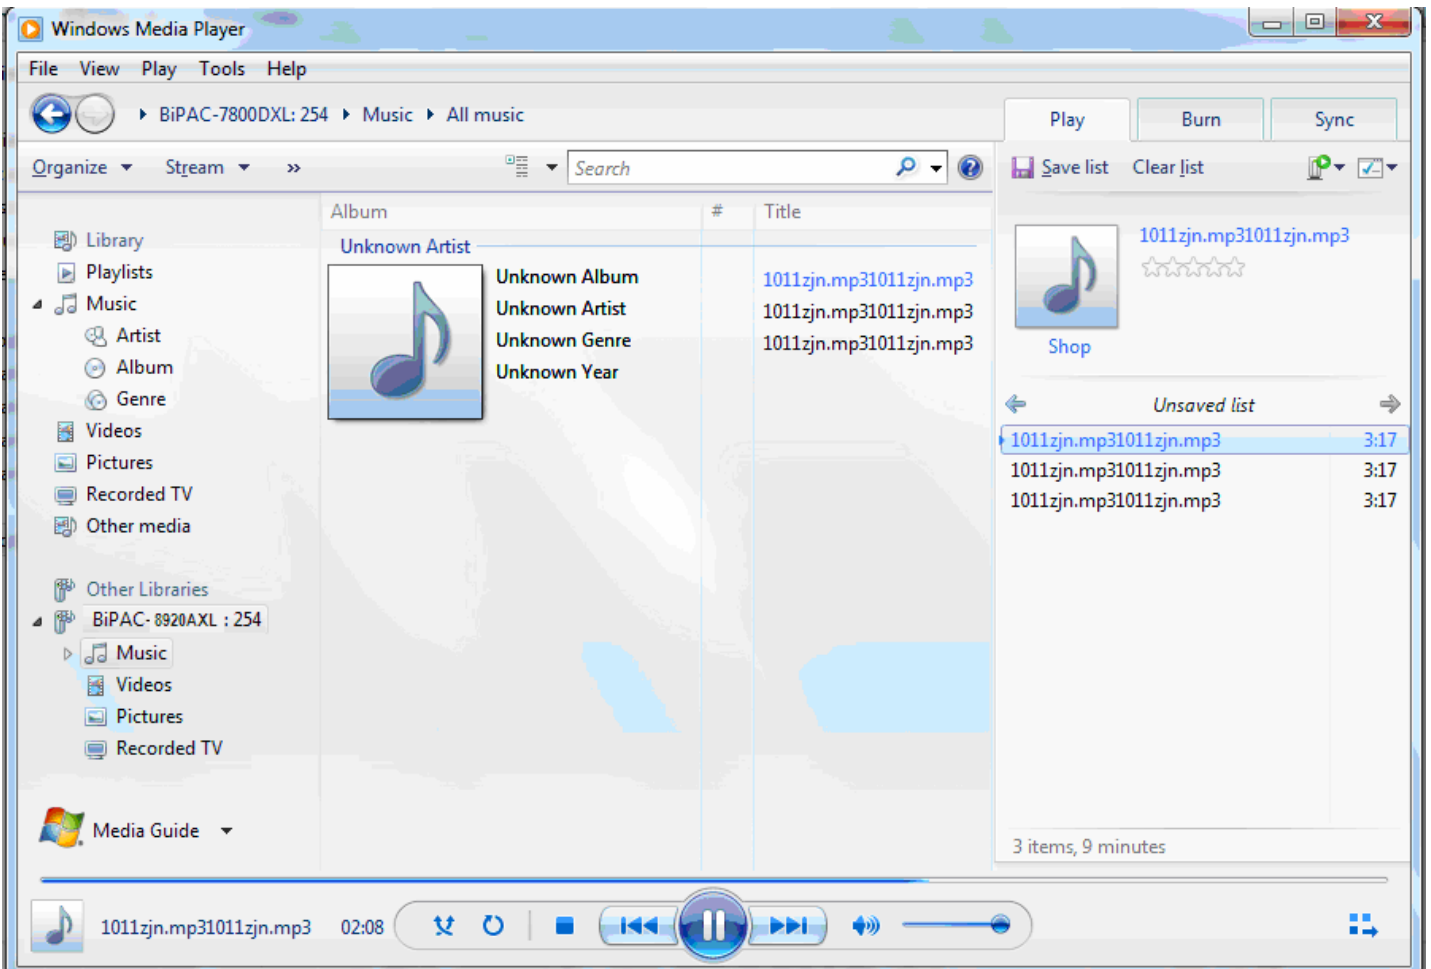 Windows Media Player
File View Play Tools Help
BiPAC-7800DXL: 254 Music All music
Play Burn Sync
Organize Stream » Search
Save list Clear list
Album # Title
Library
Playlists
Music
Artist
Album
Genre
Videos
Pictures
Recorded TV
Other media
Other Libraries
BiPAC- 8920AXL : 254
Music
Videos
Pictures
Recorded TV
Media Guide
Unknown Artist
Unknown Album
Unknown Artist
Unknown Genre
Unknown Year
1011zjn.mp31011zjn.mp3
1011zjn.mp31011zjn.mp3
1011zjn.mp31011zjn.mp3
1011zjn.mp31011zjn.mp3
Shop
Unsaved list
1011zjn.mp31011zjn.mp3 3:17
1011zjn.mp31011zjn.mp3 3:17
1011zjn.mp31011zjn.mp3 3:17
3 items, 9 minutes
1011zjn.mp31011zjn.mp3 02:08